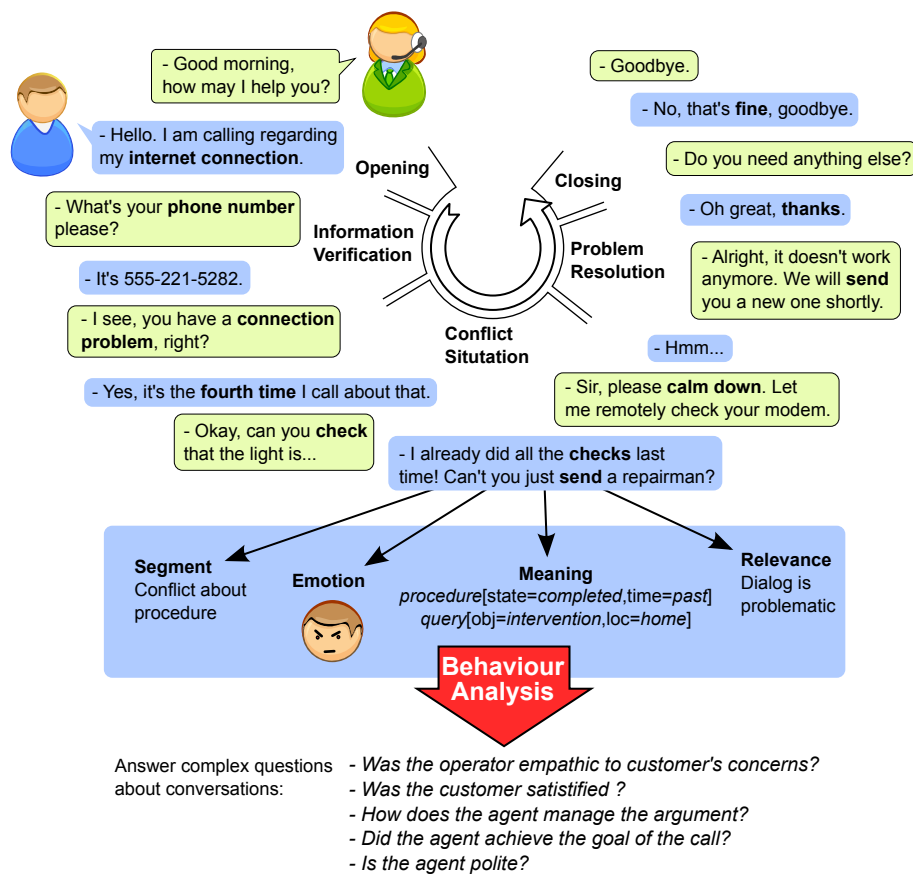 - Good morning,
how may I help you?
- Hello. I am calling regarding
my internet connection.
- What's your phone number
please?
- It's 555-221-5282.
- I see, you have a connection
problem, right?
- Yes, it's the fourth time I call about that.
- Okay, can you check
that the light is...
- I already did all the checks last
time! Can't you just send a repairman?
- Sir, please calm down. Let
me remotely check your modem.
- Hmm...
- Alright, it doesn't work
anymore. We will send
you a new one shortly.
- Oh great, thanks.
- Do you need anything else?
- No, that's fine, goodbye.
- Goodbye.
Opening
Information
Verification
Conflict
Situtation
Problem
Resolution
Closing
Segment
Conflict about
procedure
Emotion
Meaning
procedure[state=completed,time=past]
query[obj=intervention,loc=home]
Relevance
Dialog is
problematic
Behaviour
Analysis
Answer complex questions
about conversations:
- Was the operator empathic to customer's concerns?
- Was the customer satistified ?
- How does the agent manage the argument?
- Did the agent achieve the goal of the call?
- Is the agent polite?